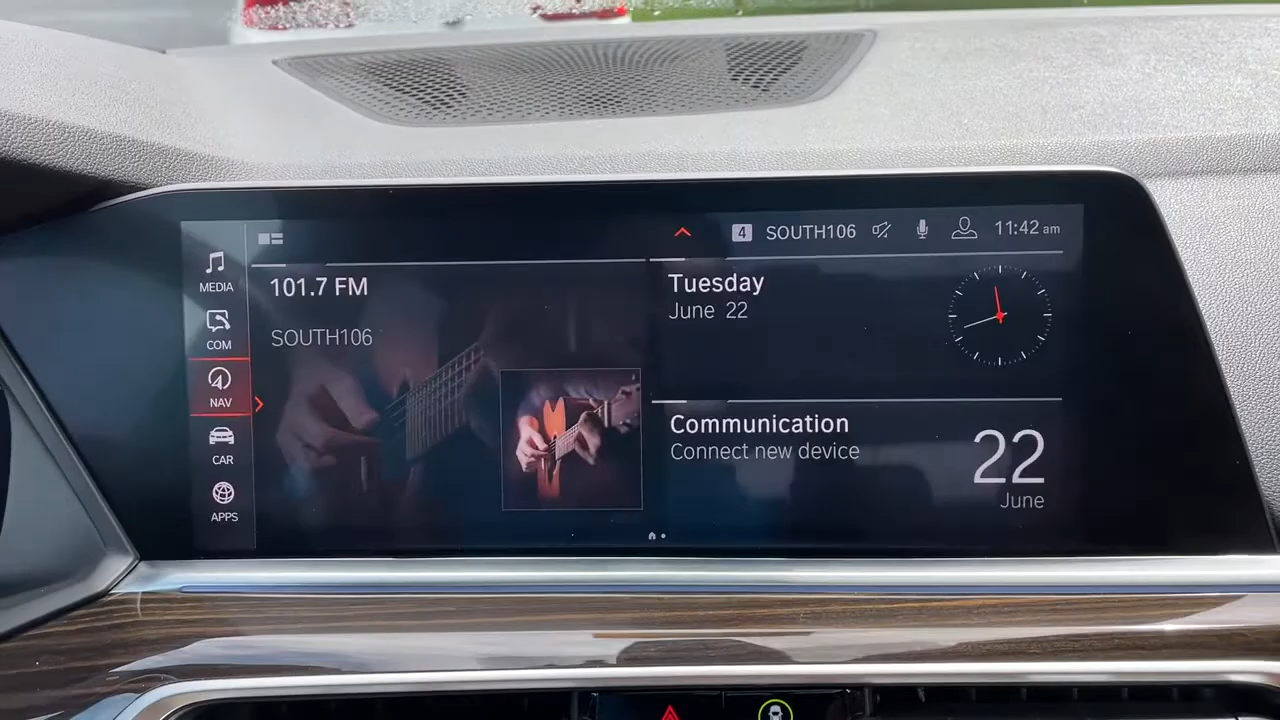 4 SOUTH106 11:42 am
MEDIA
COM
NAV
CAR
APPS
101.7 FM
SOUTH106
Tuesday
June 22
Communication
Connect new device
22
June